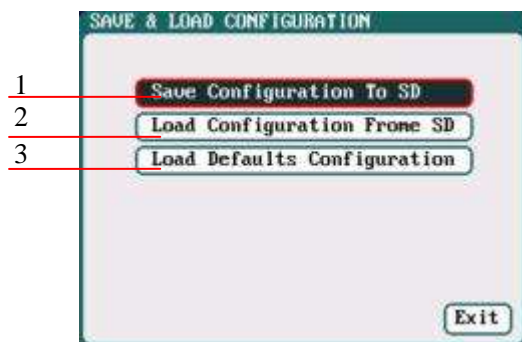 SAVE & LOAD CONFIGURATION
1
Save Configuration To SD
2
Load Configuration Frome SD
3
Load Defaults Configuration
Exit